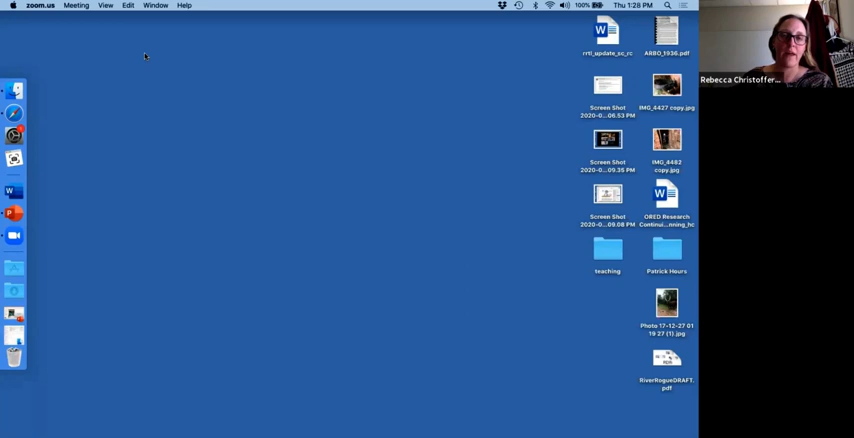 zoom.us Meeting View Edit Window Help
100% Thu 1:28 PM
rrtl_update_sc_rc
ARBO_1936.pdf
Screen Shot
2020-0...06.53 PM
IMG_4427 copy.jpg
Screen Shot
2020-0...09.35 PM
IMG_4482
copy.jpg
Screen Shot
2020-0...09.08 PM
ORED Research
Continui...nning_hc
teaching
Patrick Hours
Photo 17-12-27 01
19 27 (1).jpg
RiverRogueDRAFT.
pdf
Rebecca Christoffer...